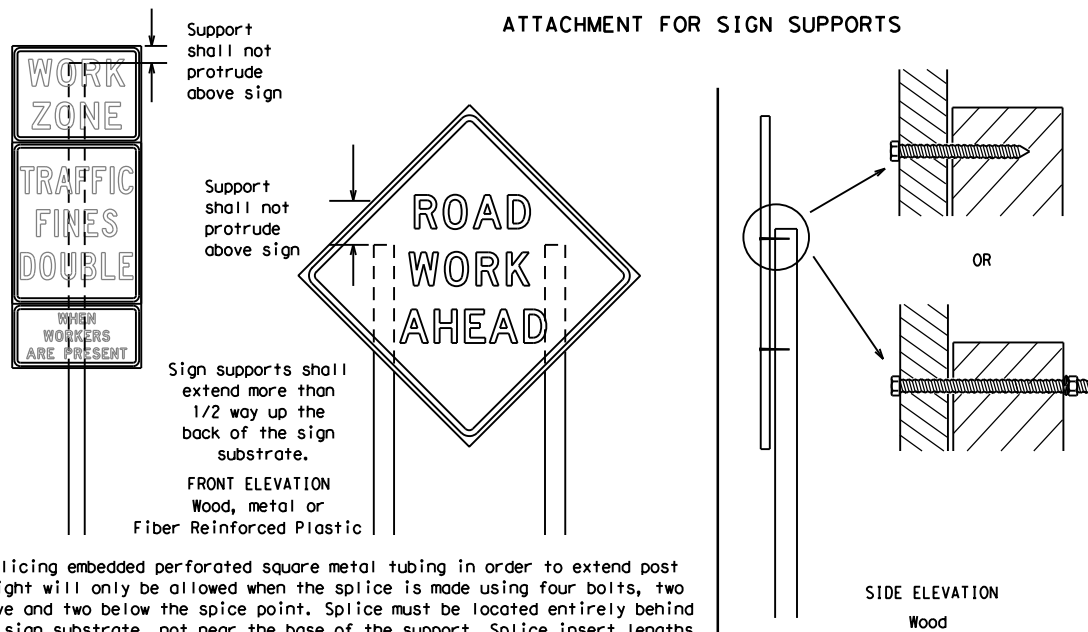 ATTACHMENT FOR SIGN SUPPORTS
Support
shall not
protrude
above sign
WORK
ZONE
TRAFFIC
FINES
DOUBLE
WHEN
WORKERS
ARE PRESENT
Support
shall not
protrude
above sign
ROAD
WORK
AHEAD
Sign supports shall
extend more than
1/2 way up the
back of the sign
substrate.
FRONT ELEVATION
Wood, metal or
Fiber Reinforced Plastic
OR
SIDE ELEVATION
Wood
licing embedded perforated square metal tubing in order to extend post
ight will only be allowed when the splice is made using four bolts, two
ve and two below the spice point. Splice must be located entirely behind
sign substrate, not near the base of the support. Splice insert lengths